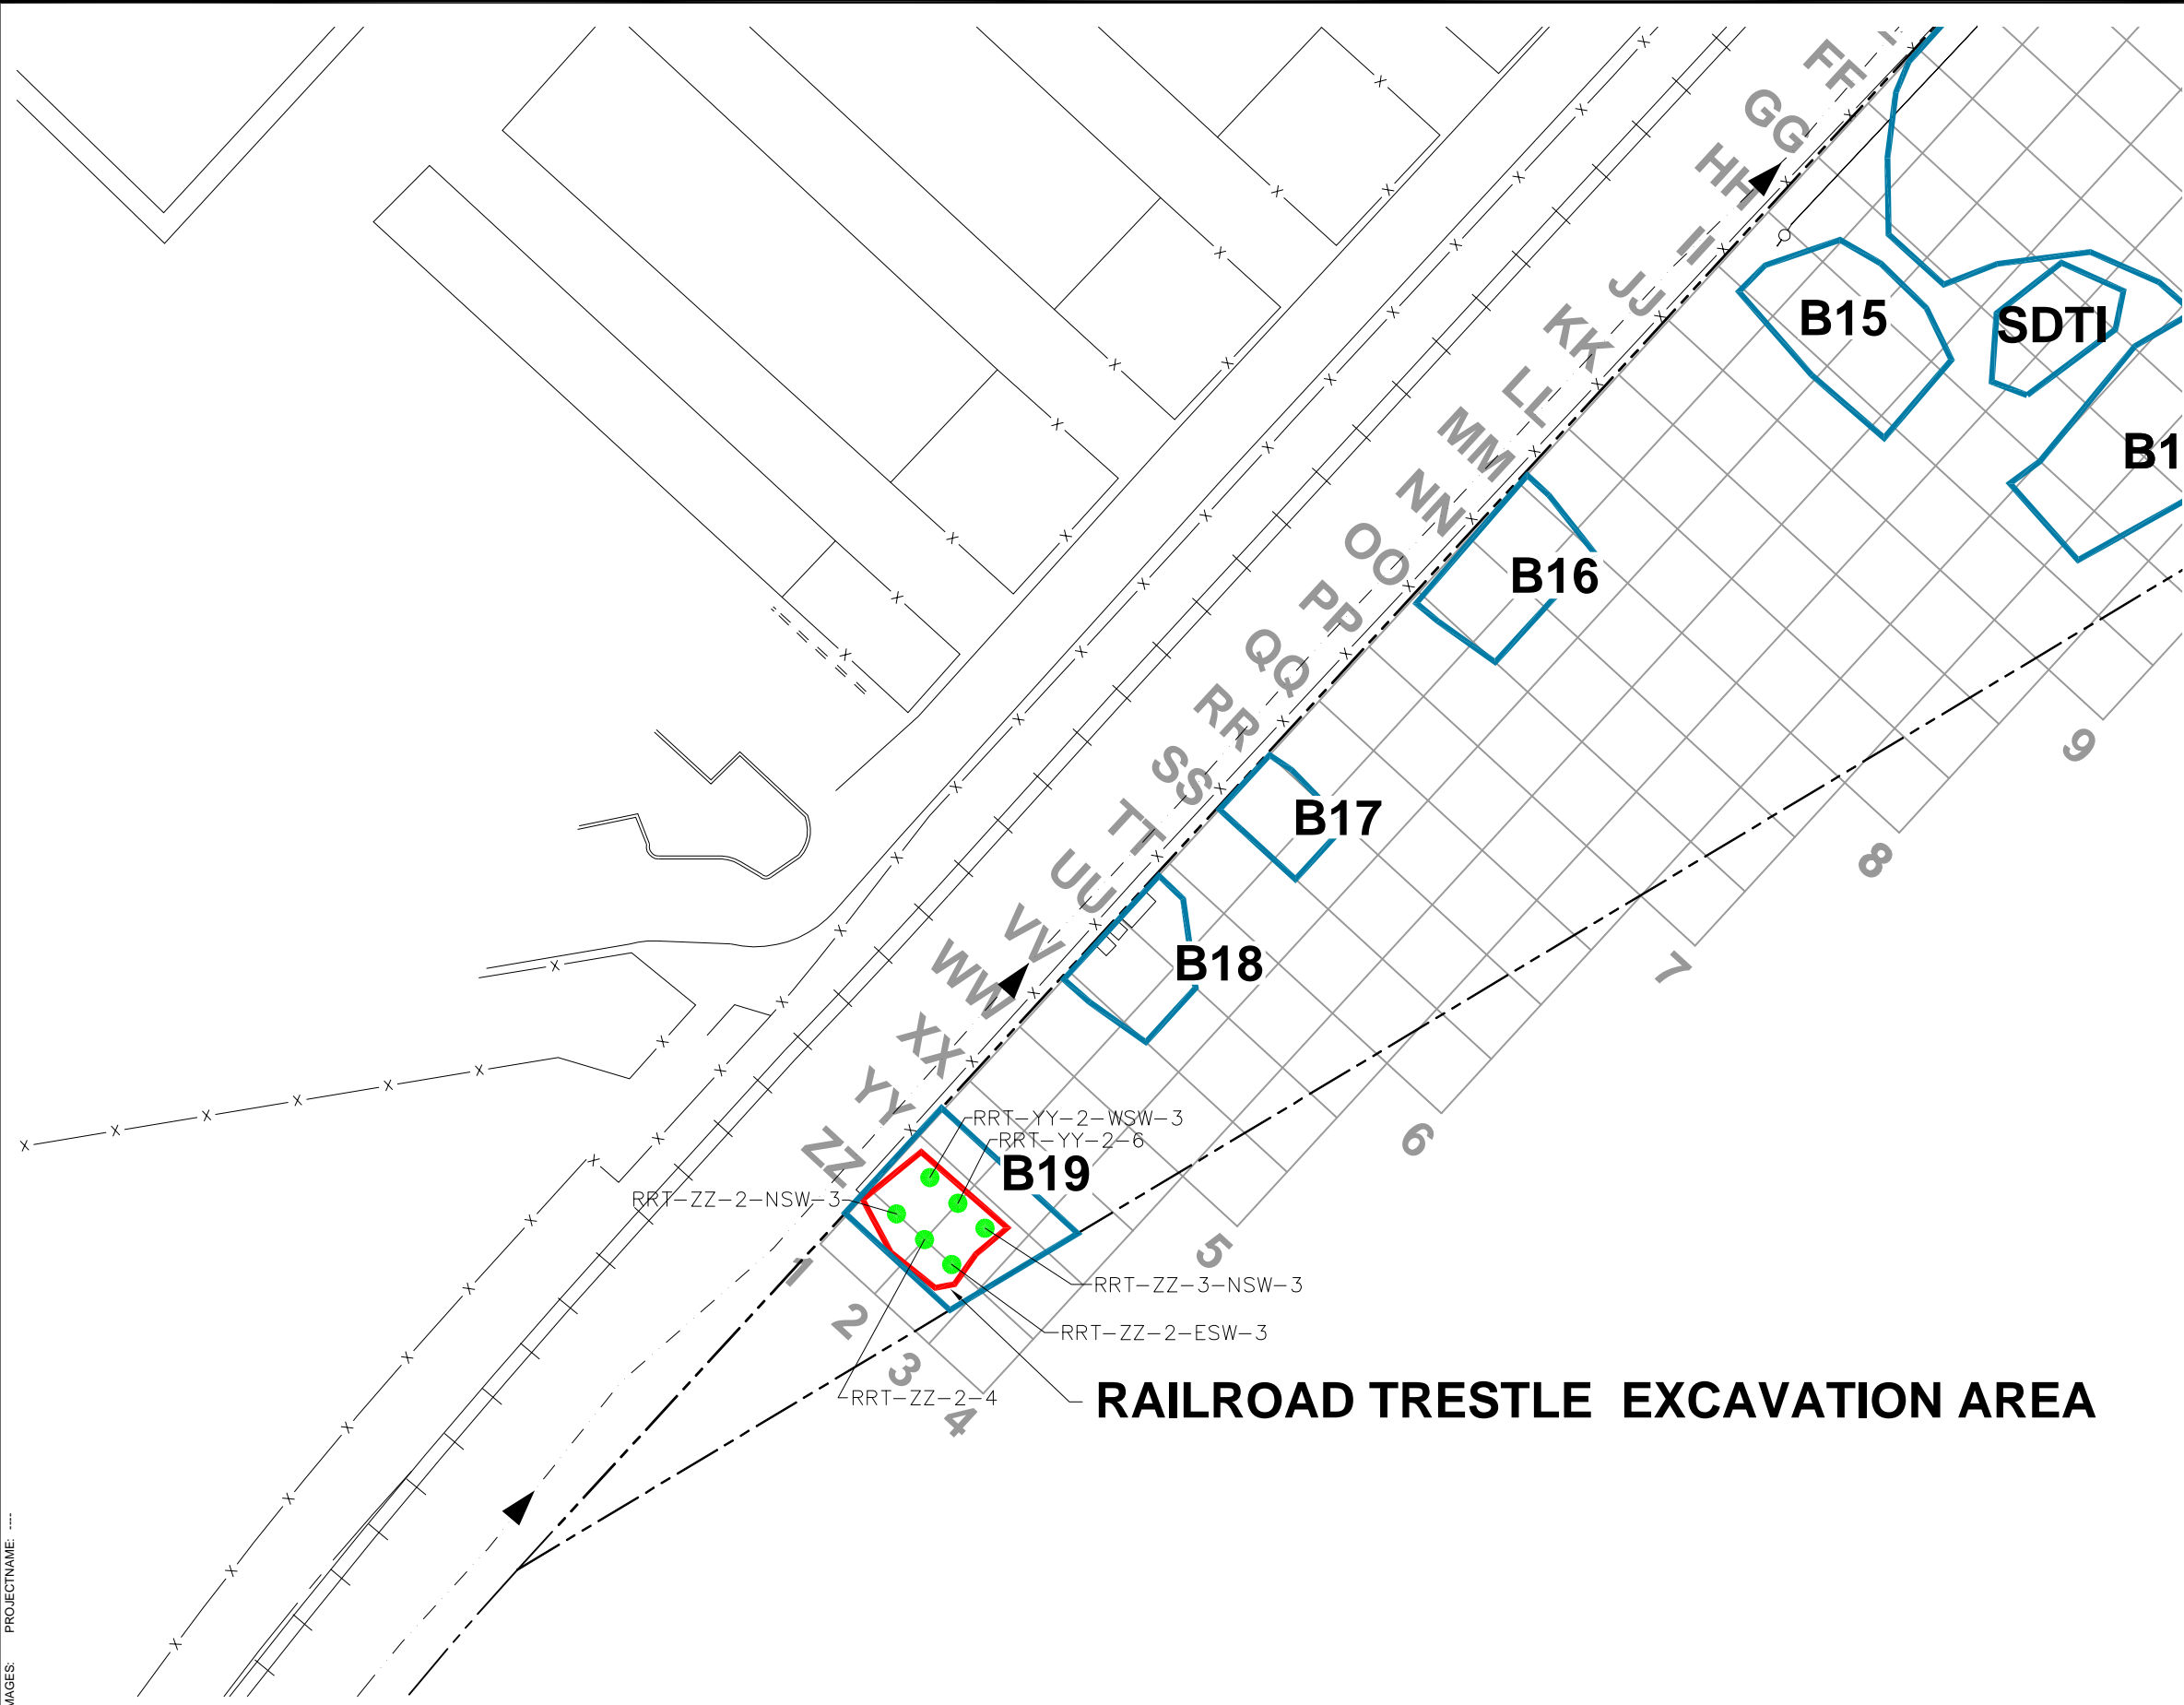 FF
GG
HH
II
JJ
KK
LL
MM
NN
OO
PP
QQ
RR
SS
TT
UU
VV
WW
XX
YY
ZZ
B15
SDTI
B1
B16
B17
B18
B19
9
8
7
6
5
4
3
2
1
RRT-YY-2-WSW-3
RRT-YY-2-6
RRT-ZZ-2-NSW-3
RRT-ZZ-3-NSW-3
RRT-ZZ-2-ESW-3
RRT-ZZ-2-4
RAILROAD TRESTLE EXCAVATION AREA
MAGES: PROJECTNAME: ----